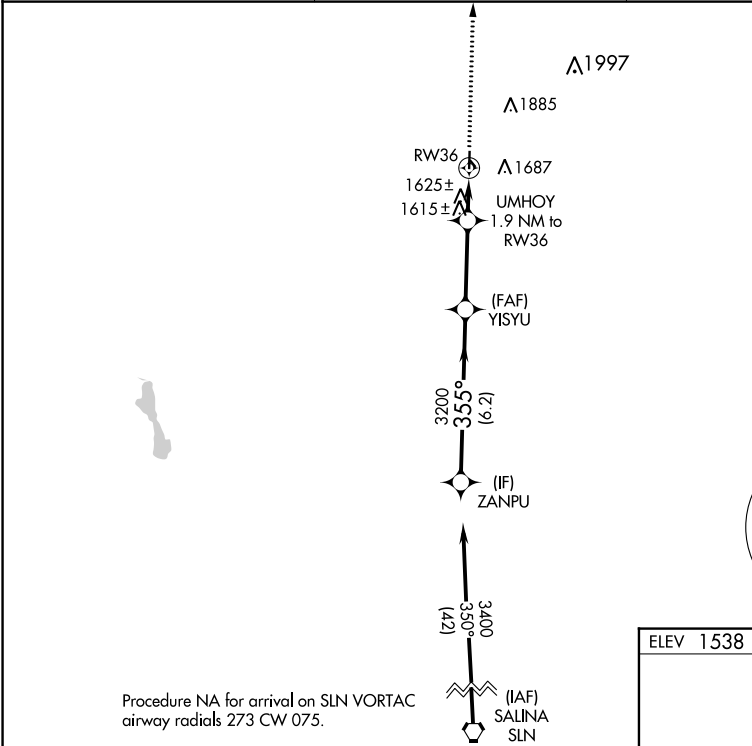 1997
1885
RW36
1687
1625±
1615±
UMHOY
1.9 NM to
RW36
(FAF)
YISYU
3200
355°
(6.2)
(IF)
ZANPU
3400
350°
(42)
ELEV 1538
(IAF)
SALINA
SLN
Procedure NA for arrival on SLN VORTAC
airway radials 273 CW 075.